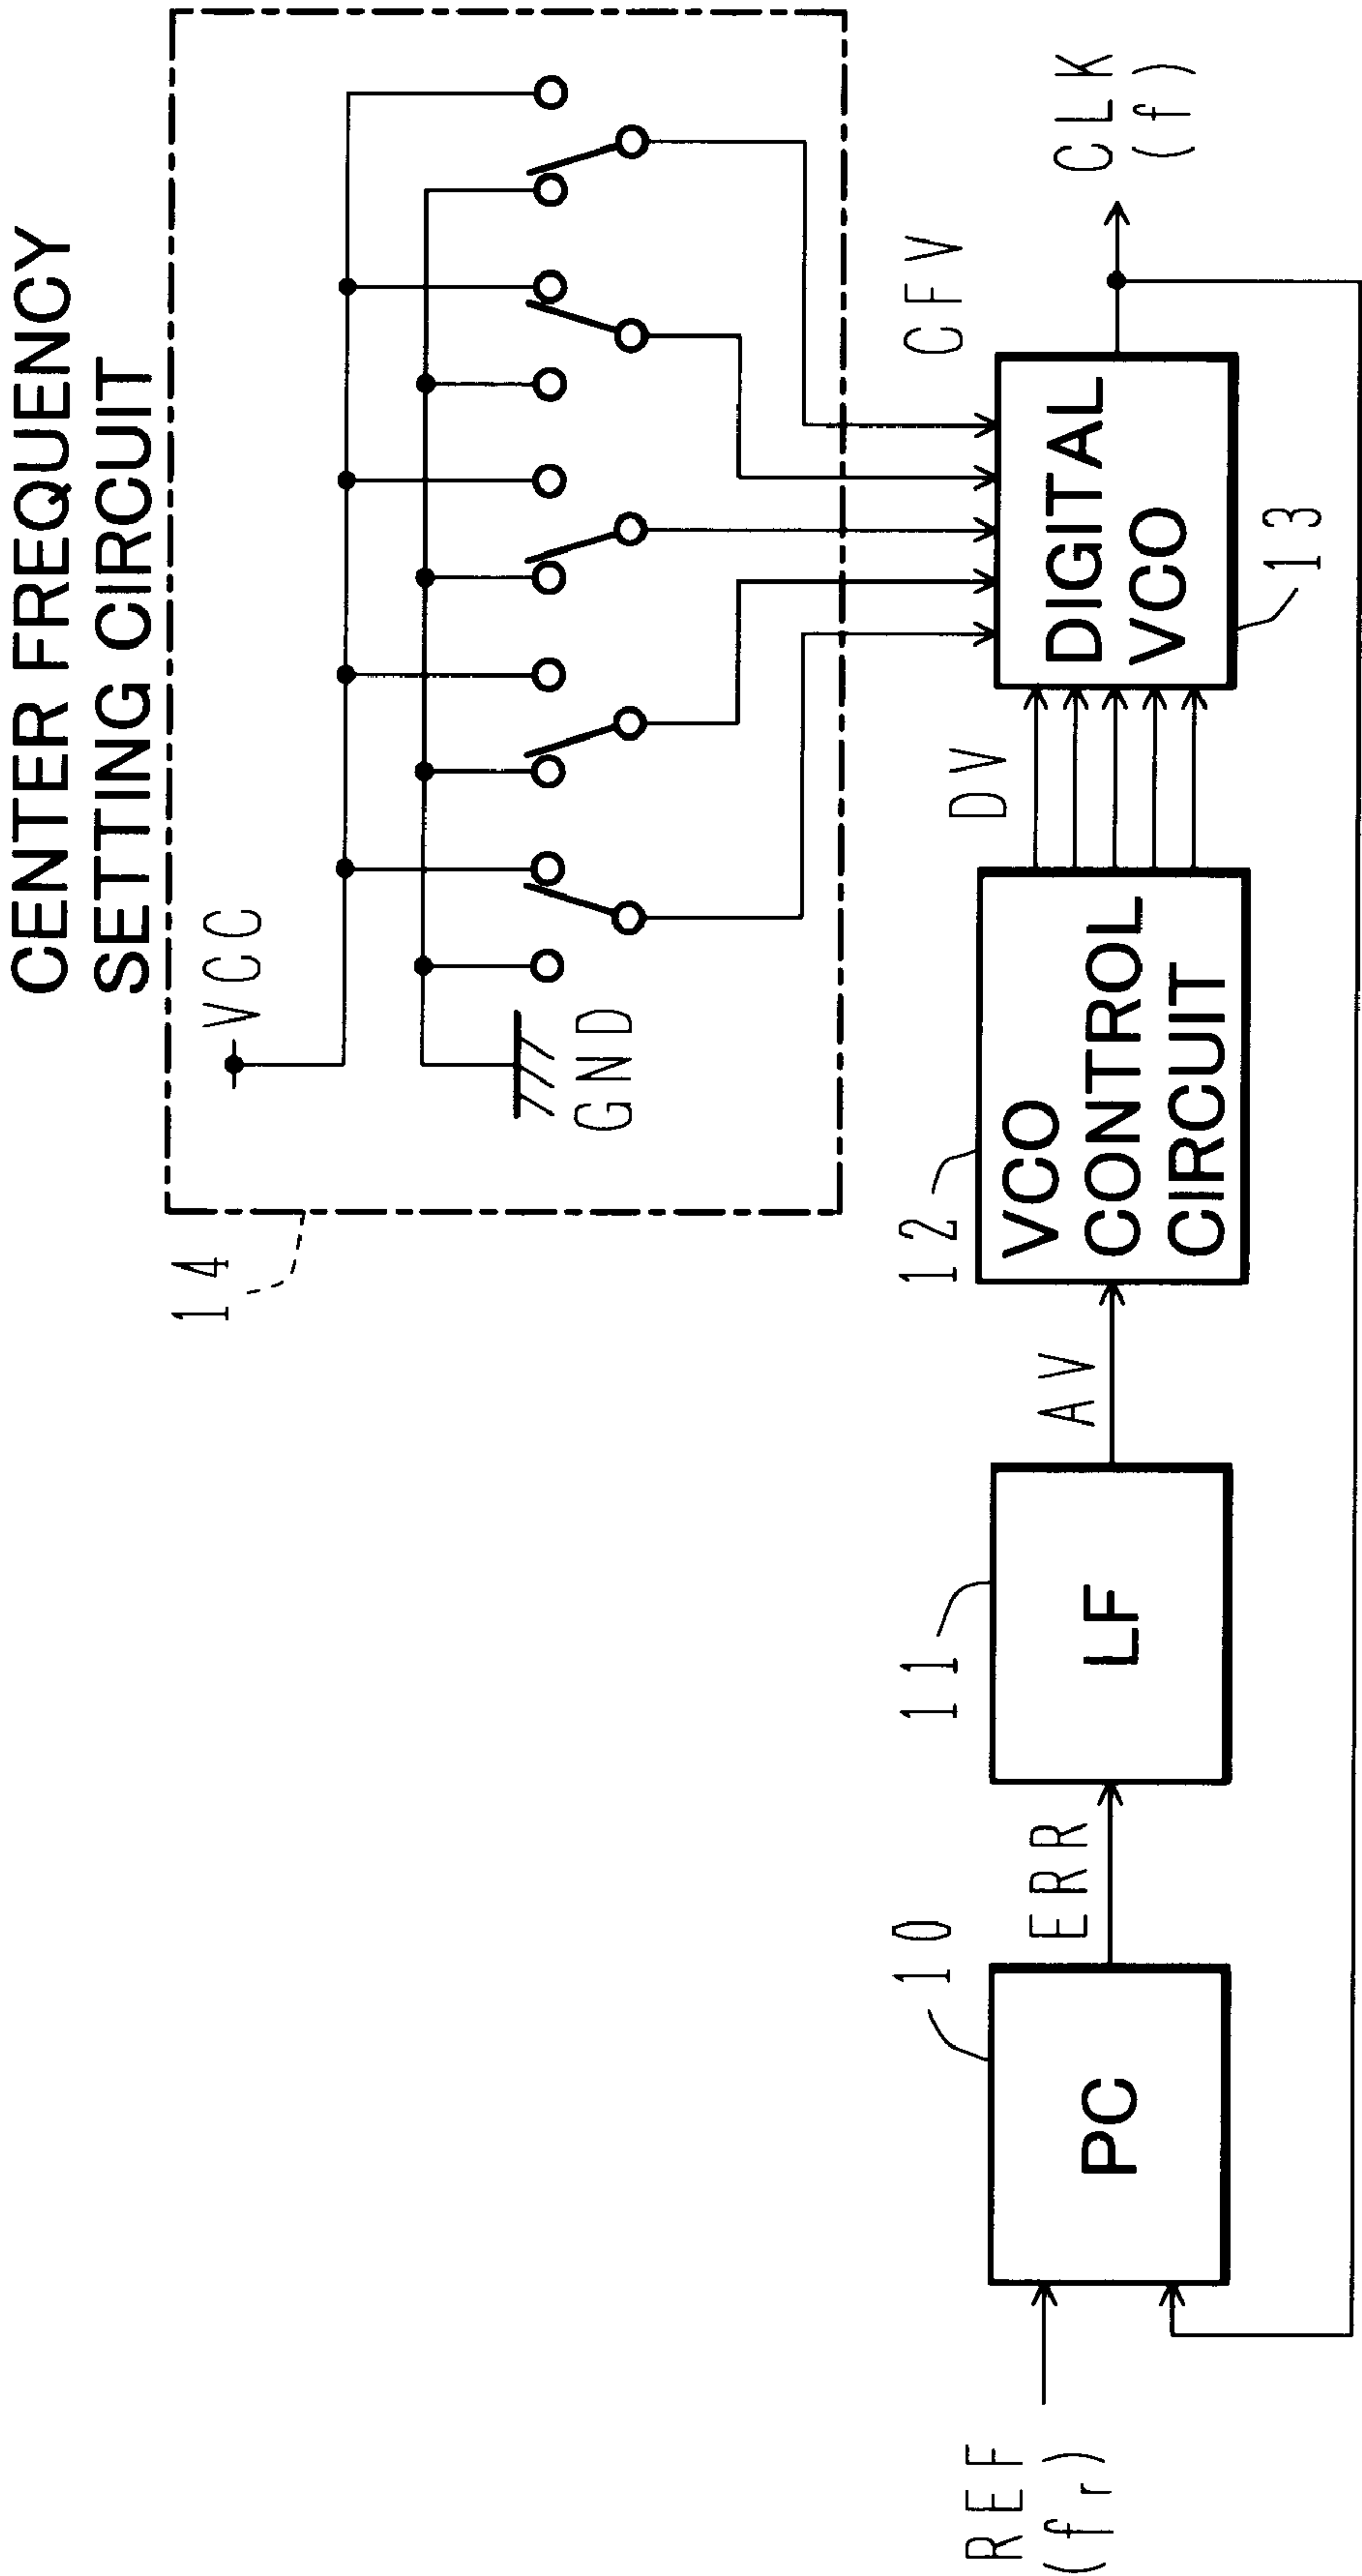 CENTER FREQUENCY
SETTING CIRCUIT
14
VCC
GND
CFV
REF
(fr)
10
PC
ERR
11
LF
AV
12
VCO
CONTROL
CIRCUIT
DV
DIGITAL
VCO
13
CLK
(f)